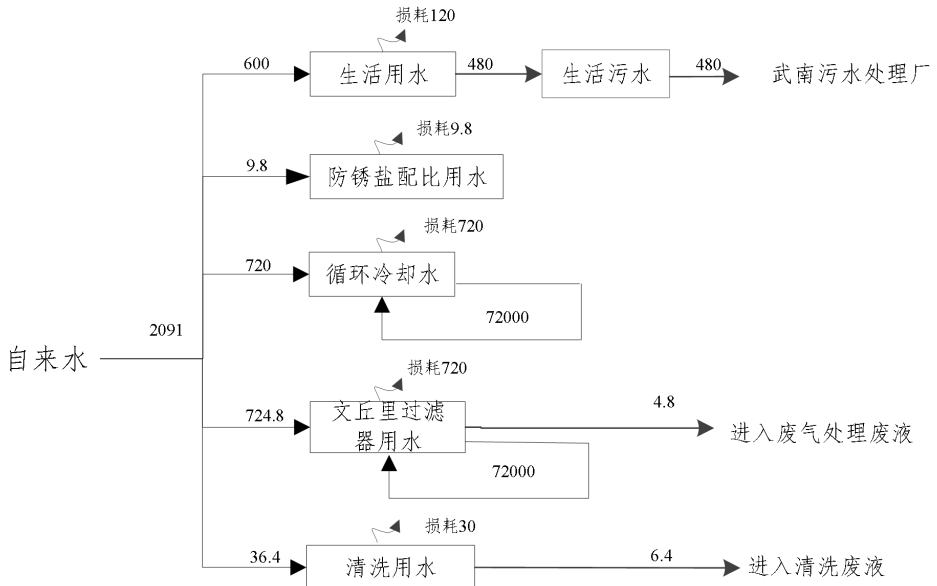 损耗120
600
生活用水
480
生活污水
480
武南污水处理厂
损耗9.8
9.8
防锈盐配比用水
损耗720
720
循环冷却水
72000
2091
自来水
损耗720
724.8
文丘里过滤
器用水
4.8
进入废气处理废液
72000
损耗30
36.4
清洗用水
6.4
进入清洗废液